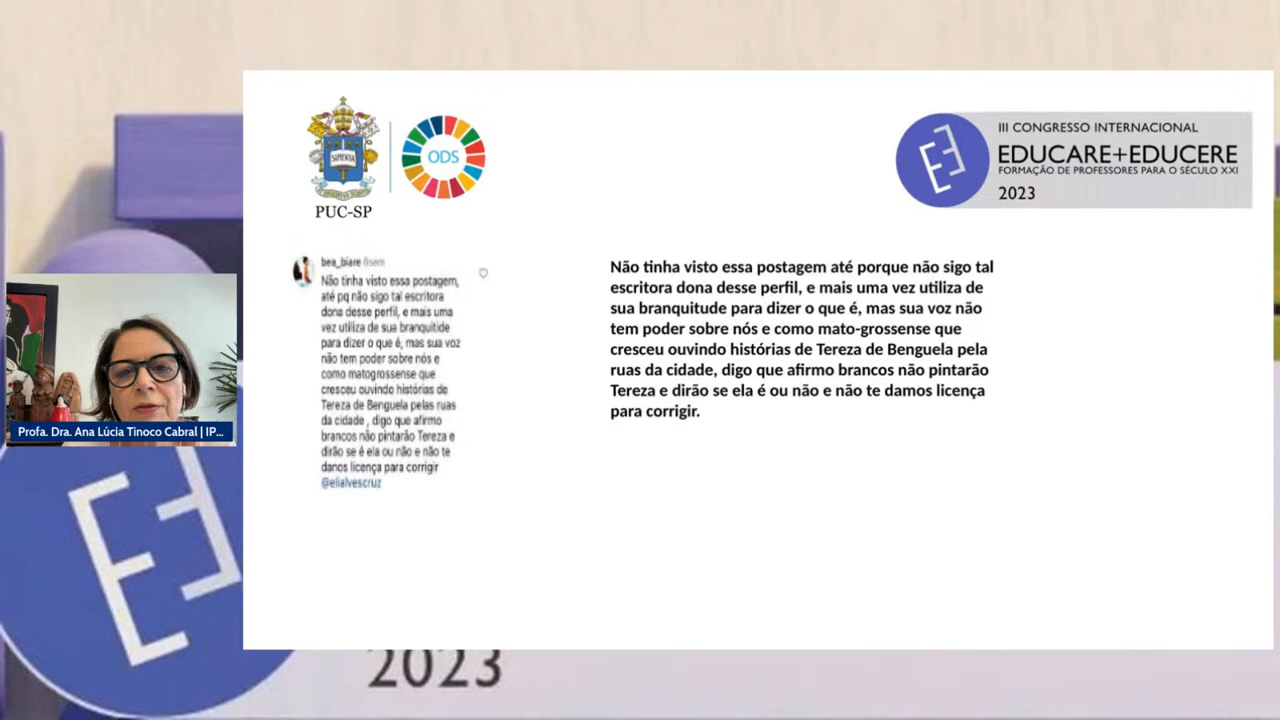 SAPIENTIA
PUC-SP
ODS
III CONGRESSO INTERNACIONAL
EDUCARE+EDUCERE
FORMAÇÃO DE PROFESSORES PARA O SÉCULO XXI
2023
bea_biare 8sem
Não tinha visto essa postagem,
até pq não sigo tal escritora
dona desse perfil, e mais uma
vez utiliza de sua branquitide
para dizer o que é, mas sua voz
não tem poder sobre nós e
como matogrossense que
cresceu ouvindo histórias de
Tereza de Benguela pelas ruas
da cidade , digo que afirmo
brancos não pintarão Tereza e
dirão se é ela ou não e não te
danos licença para corrigir
@elialvescruz
Não tinha visto essa postagem até porque não sigo tal
escritora dona desse perfil, e mais uma vez utiliza de
sua branquitude para dizer o que é, mas sua voz não
tem poder sobre nós e como mato-grossense que
cresceu ouvindo histórias de Tereza de Benguela pela
ruas da cidade, digo que afirmo brancos não pintarão
Tereza e dirão se ela é ou não e não te damos licença
para corrigir.
Profa. Dra. Ana Lúcia Tinoco Cabral | IP...
2023